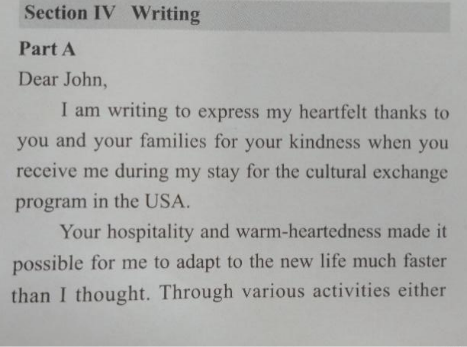 Section IV Writing
Part A
Dear John,
I am writing to express my heartfelt thanks to
you and your families for your kindness when you
receive me during my stay for the cultural exchange
program in the USA.
Your hospitality and warm-heartedness made it
possible for me to adapt to the new life much faster
than I thought. Through various activities either